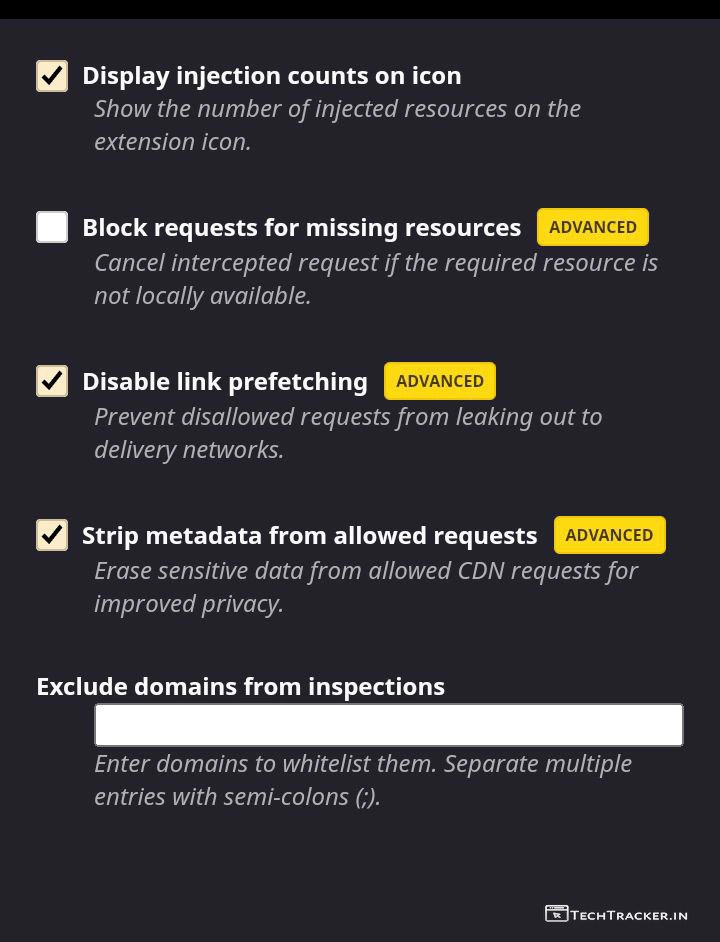 Display injection counts on icon
Show the number of injected resources on the
extension icon.
Block requests for missing resources ADVANCED
Cancel intercepted request if the required resource is
not locally available.
Disable link prefetching ADVANCED
Prevent disallowed requests from leaking out to
delivery networks.
Strip metadata from allowed requests ADVANCED
Erase sensitive data from allowed CDN requests for
improved privacy.
Exclude domains from inspections
Enter domains to whitelist them. Separate multiple
entries with semi-colons (;).
TECHTRACKER.IN